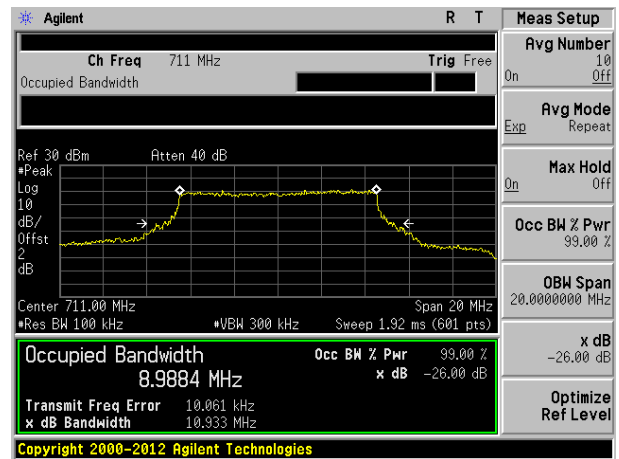 Agilent R T
Ch Freq 711 MHz Trig Free
Occupied Bandwidth
Ref 30 dBm Atten 40 dB
#Peak
Log
10
dB/
Offst
2
dB
Center 711.00 MHz Span 20 MHz
#Res BW 100 kHz #VBW 300 kHz Sweep 1.92 ms (601 pts)
Occupied Bandwidth Occ BW % Pwr 99.00 %
8.9884 MHz x dB -26.00 dB
Transmit Freq Error 10.061 kHz
x dB Bandwidth 10.933 MHz
Copyright 2000-2012 Agilent Technologies
Meas Setup
Avg Number
10
On Off
Avg Mode
Exp Repeat
Max Hold
On Off
Occ BW % Pwr
99.00 %
OBW Span
20.0000000 MHz
x dB
-26.00 dB
Optimize
Ref Level